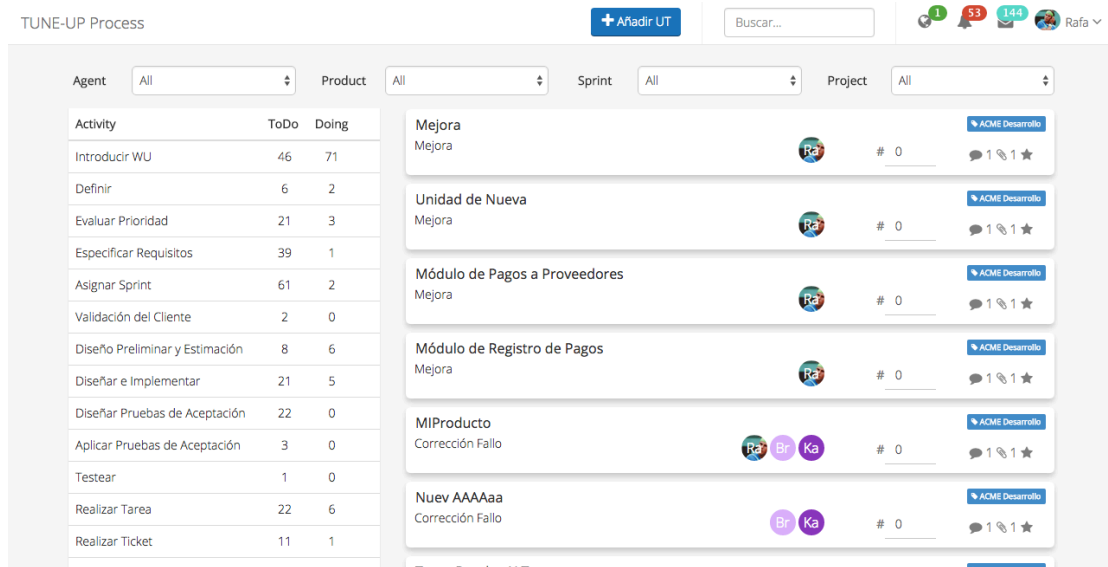 TUNE-UP Process
Añadir UT
Buscar...
1
53
144
Rafa
Agent All Product All Sprint All Project All
Activity ToDo Doing
Introducir WU 46 71
Definir 6 2
Evaluar Prioridad 21 3
Especificar Requisitos 39 1
Asignar Sprint 61 2
Validación del Cliente 2 0
Diseño Preliminar y Estimación 8 6
Diseñar e Implementar 21 5
Diseñar Pruebas de Aceptación 22 0
Aplicar Pruebas de Aceptación 3 0
Testear 1 0
Realizar Tarea 22 6
Realizar Ticket 11 1
Mejora
ACME Desarrollo
Mejora
Ra # 0 1 1
Unidad de Nueva
ACME Desarrollo
Mejora
Ra # 0 1 1
Módulo de Pagos a Proveedores
ACME Desarrollo
Mejora
Ra # 0 1 1
Módulo de Registro de Pagos
ACME Desarrollo
Mejora
Ra # 0 1 1
MIProducto
ACME Desarrollo
Corrección Fallo
Ra Br Ka # 0 1 1
Nuev AAAAaa
ACME Desarrollo
Corrección Fallo
Br Ka # 0 1 1